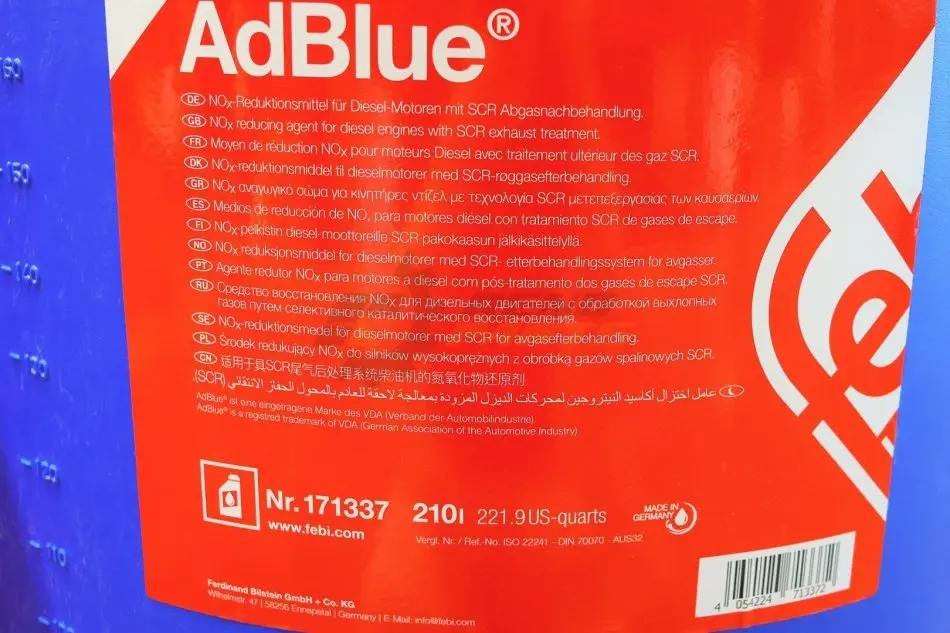 AdBlue®
DE NOx-Reduktionsmittel für Diesel-Motoren mit SCR Abgasnachbehandlung.
GB NOx reducing agent for diesel engines with SCR exhaust treatment.
FR Moyen de réduction NOx pour moteurs Diesel avec traitement ultérieur des gaz SCR.
DK NOx-reduktionsmiddel til dieselmotorer med SCR-røggasefterbehandling.
GR NOx αναγωγικό σώμα για κινητήρες ντίζελ με τεχνολογία SCR μετεπεξεργασίας των καυσαερίων.
ES Medios de reducción de NOx para motores diésel con tratamiento SCR de gases de escape.
FI NOx-pelkistin diesel-moottoreille SCR pakokaasun jälkikäsittelyllä.
NO NOx reduksjonsmiddel for dieselmotorer med SCR- etterbehandlingssystem for avgasser.
PT Agente redutor NOx para motores a diesel com pós-tratamento dos gases de escape SCR.
RU Средство восстановления NOx для дизельных двигателей с обработкой выхлопных
газов путем селективного каталитического восстановления.
SE NOx-reduktionsmedel för dieselmotorer med SCR för avgasefterbehandling.
PL Środek redukujący NOx do silników wysokoprężnych z obróbką gazów spalinowych SCR.
CN 适用于具SCR尾气后处理系统柴油机的氮氧化物还原剂
عامل اختزال أكاسيد النيتروجين لمحركات الديزل المزودة بمعالجة لاحقة للعادم بالمحول الحفاز الانتقائي (SCR).
AdBlue® ist eine eingetragene Marke des VDA (Verband der Automobilindustrie)
AdBlue® is a registered trademark of VDA (German Association of the Automotive Industry)
Nr. 171337 210l 221.9 US-quarts MADE IN GERMANY
www.febi.com
Vergl. Nr. / Ref.-No. ISO 22241 - DIN 70070 - AUS32
Ferdinand Bilstein GmbH + Co. KG
Wilhelmstr. 47 | 58256 Ennepetal | Germany | E-Mail: info@febi.com
4 054224 713372
febi
160
150
140
130
120
110